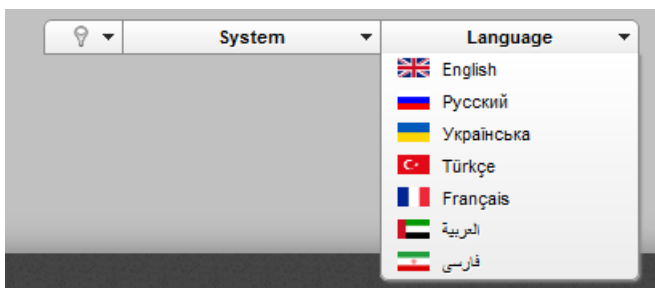 System
Language
English
Русский
Українська
Türkçe
Français
العربية
فارسی